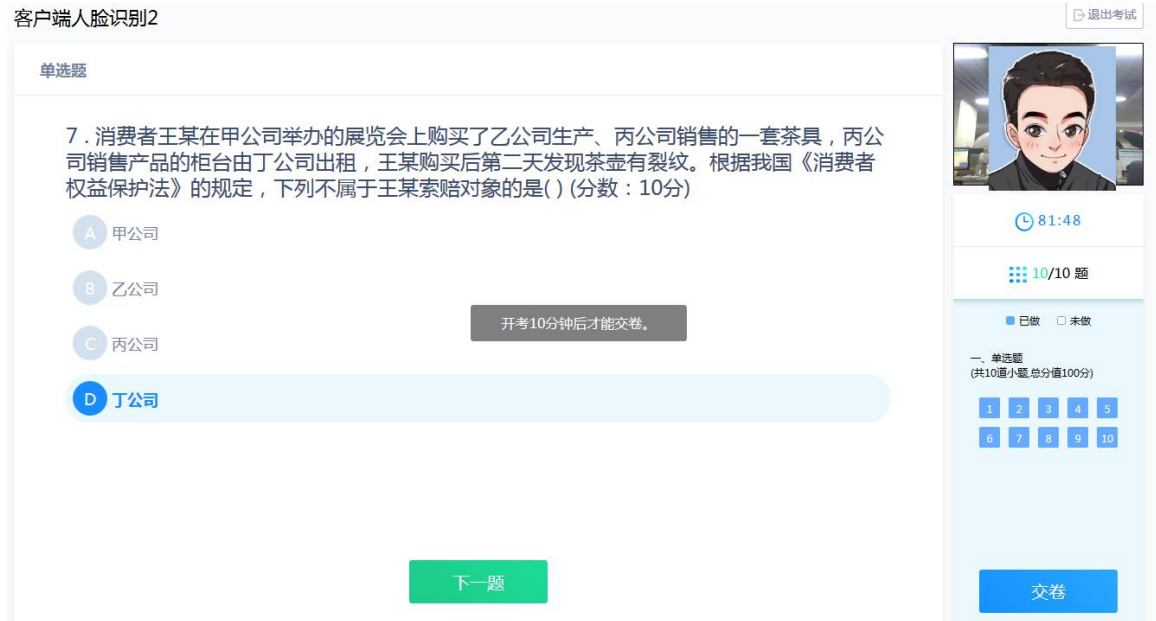 客户端人脸识别2
退出考试
单选题
7 . 消费者王某在甲公司举办的展览会上购买了乙公司生产、丙公司销售的一套茶具，丙公
司销售产品的柜台由丁公司出租，王某购买后第二天发现茶壶有裂纹。根据我国《消费者
权益保护法》的规定，下列不属于王某索赔对象的是( ) (分数：10分)
A 甲公司
B 乙公司
C 丙公司
D 丁公司
开考10分钟后才能交卷。
下一题
81:48
10/10 题
已做 未做
一、单选题
(共10道小题,总分值100分)
1 2 3 4 5
6 7 8 9 10
交卷